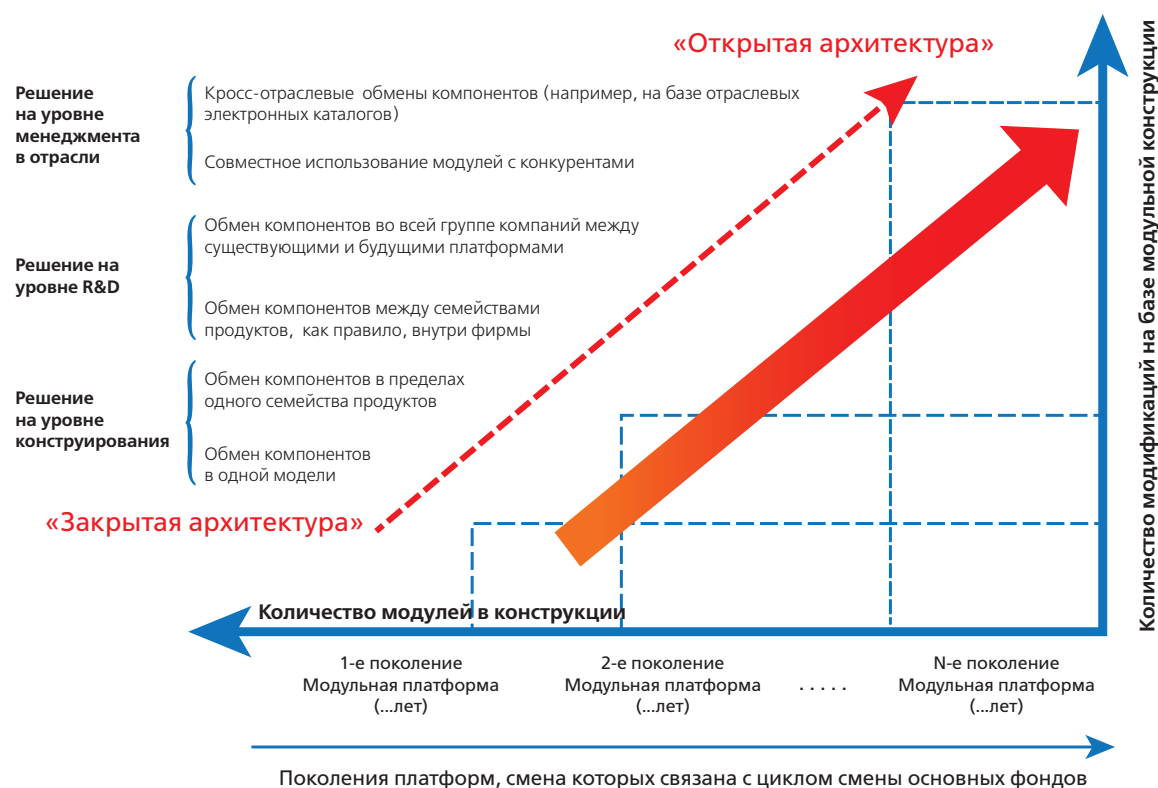 «Открытая архитектура»
Решение
на уровне
менеджмента
в отрасли
Кросс-отраслевые обмены компонентов (например, на базе отраслевых
электронных каталогов)
Совместное использование модулей с конкурентами
Решение на
уровне R&D
Обмен компонентов во всей группе компаний между
существующими и будущими платформами
Обмен компонентов между семействами
продуктов, как правило, внутри фирмы
Решение
на уровне
конструирования
Обмен компонентов в пределах
одного семейства продуктов
Обмен компонентов
в одной модели
«Закрытая архитектура»
Количество модулей в конструкции
Количество модификаций на базе модульной конструкции
1-е поколение
Модульная платформа
(...лет)
2-е поколение
Модульная платформа
(...лет)
. . . . .
N-е поколение
Модульная платформа
(...лет)
Поколения платформ, смена которых связана с циклом смены основных фондов